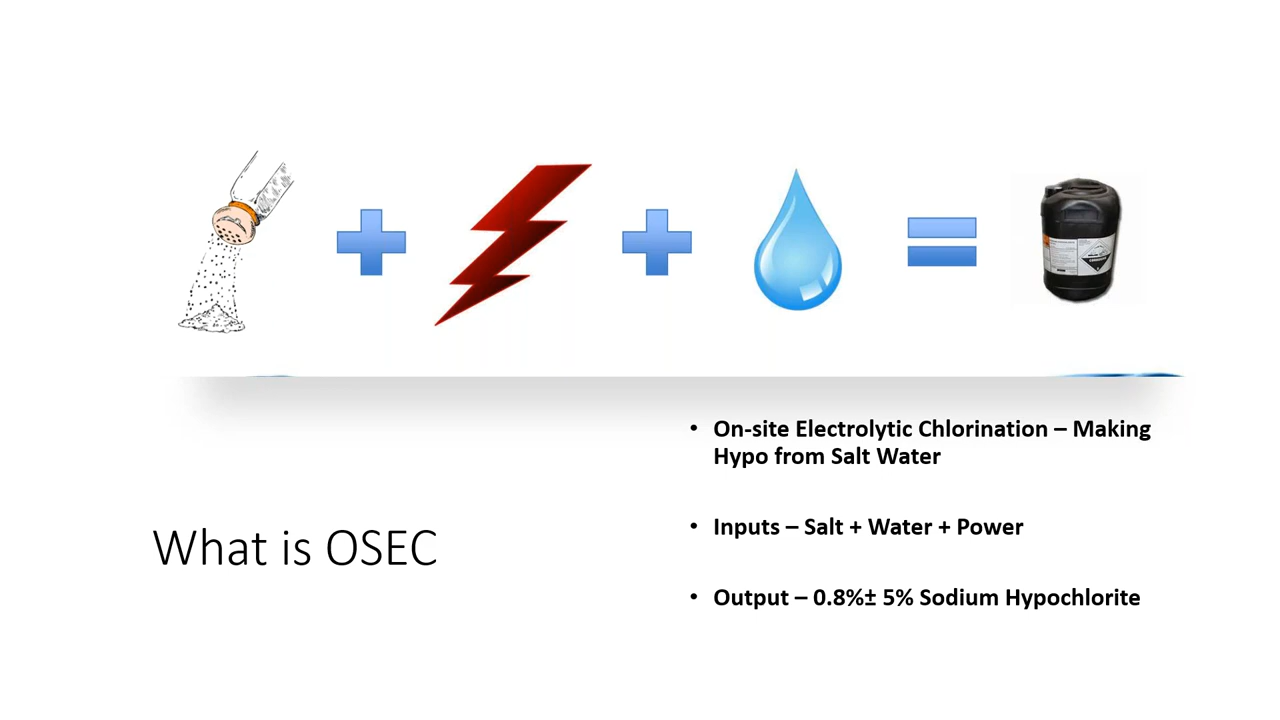 What is OSEC
• On-site Electrolytic Chlorination – Making
Hypo from Salt Water
• Inputs – Salt + Water + Power
• Output – 0.8%± 5% Sodium Hypochlorite